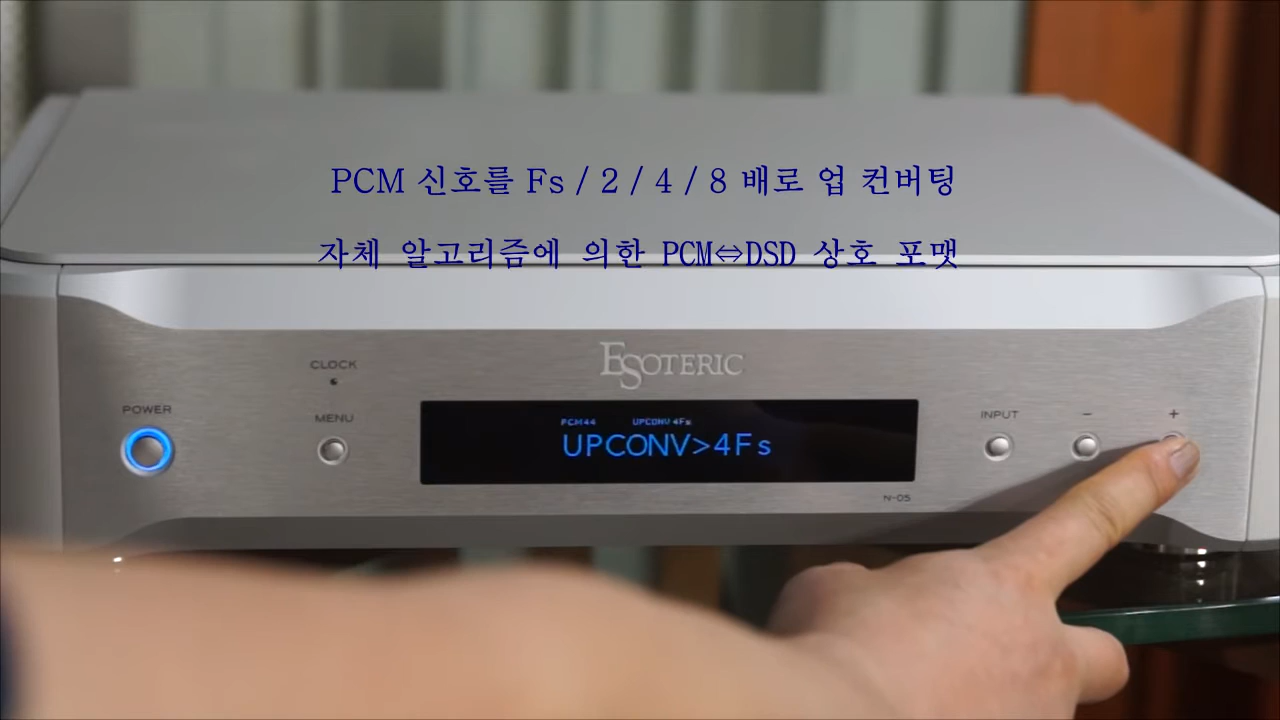 PCM 신호를 Fs / 2 / 4 / 8 배로 업 컨버팅
자체 알고리즘에 의한 PCM⇔DSD 상호 포맷
ESOTERIC
CLOCK
POWER
MENU
PCM44 UPCONV 4Fs
UPCONV>4Fs
INPUT - +
N-05